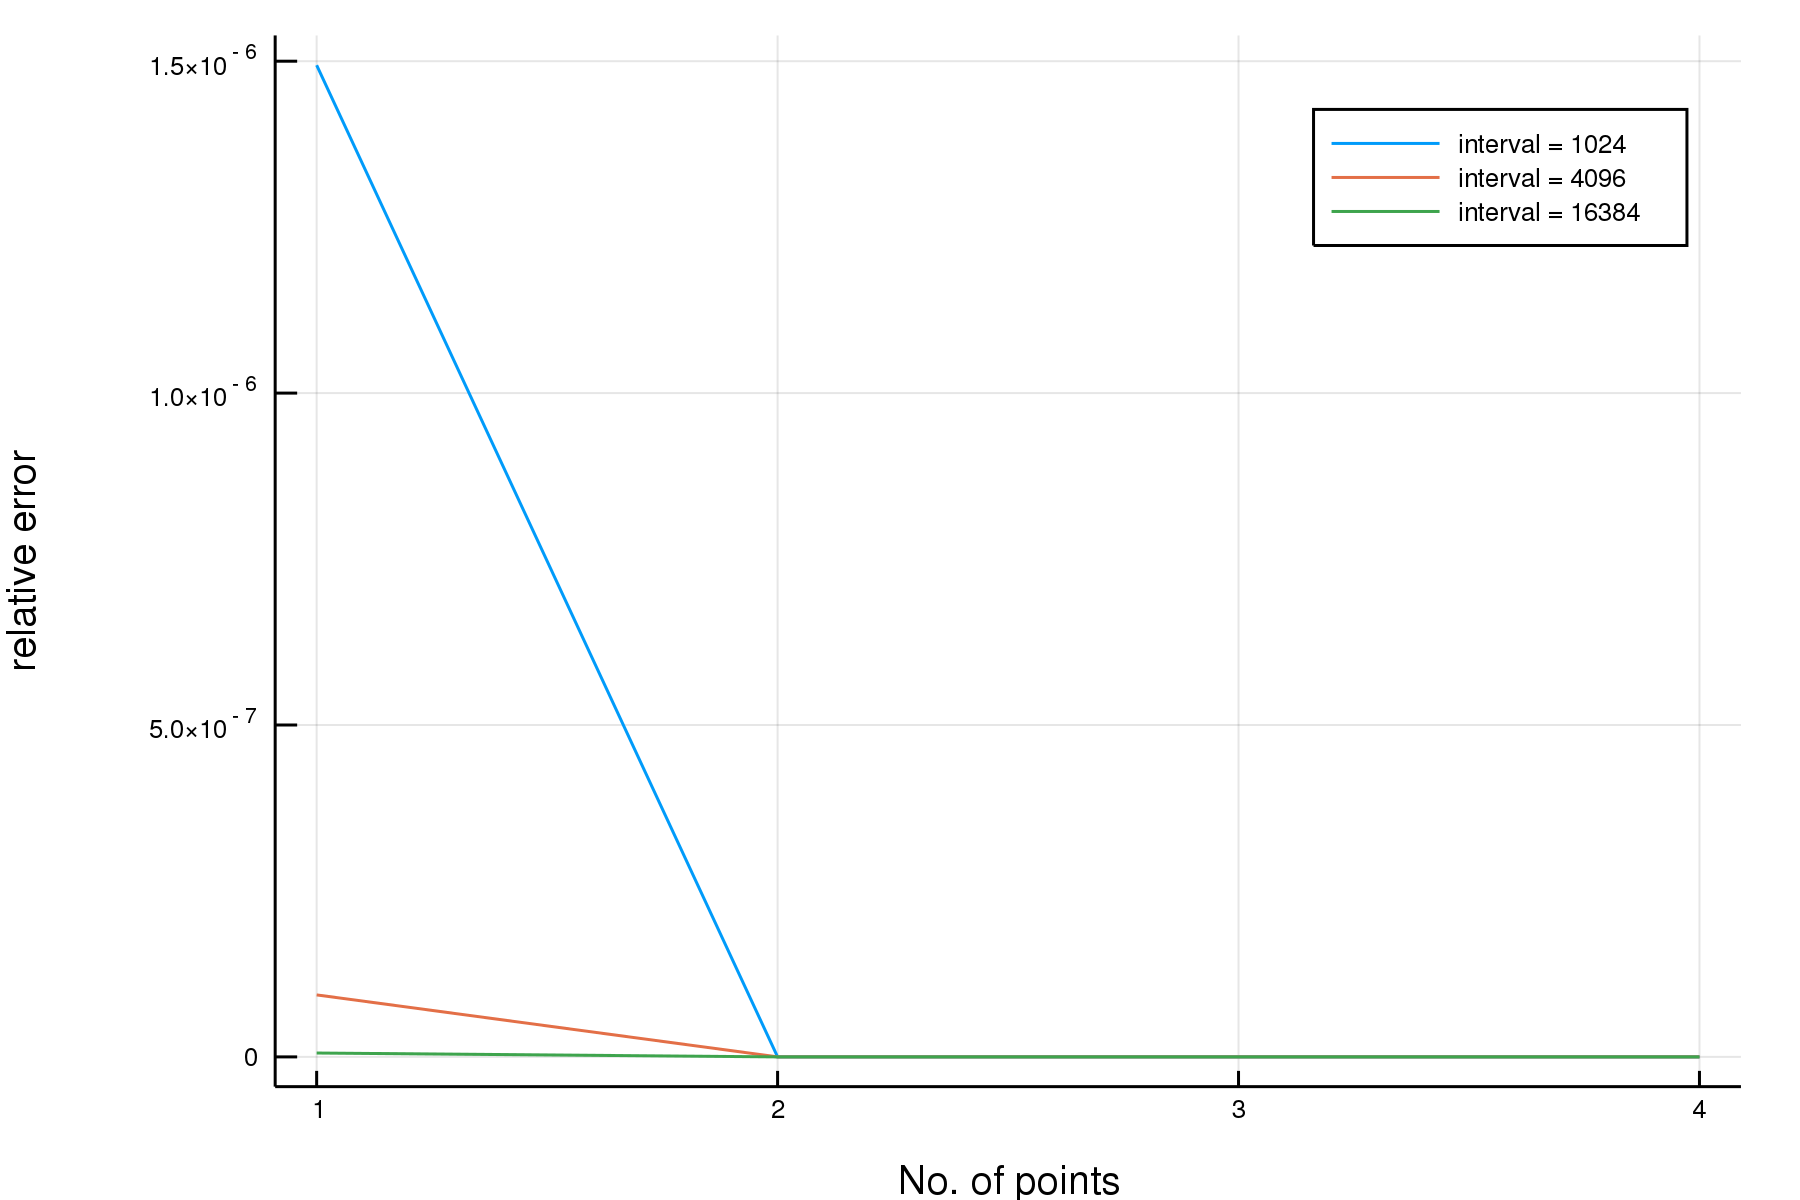 1.5×10⁻⁶
1.0×10⁻⁶
5.0×10⁻⁷
0
relative error
interval = 1024
interval = 4096
interval = 16384
1 2 3 4
No. of points